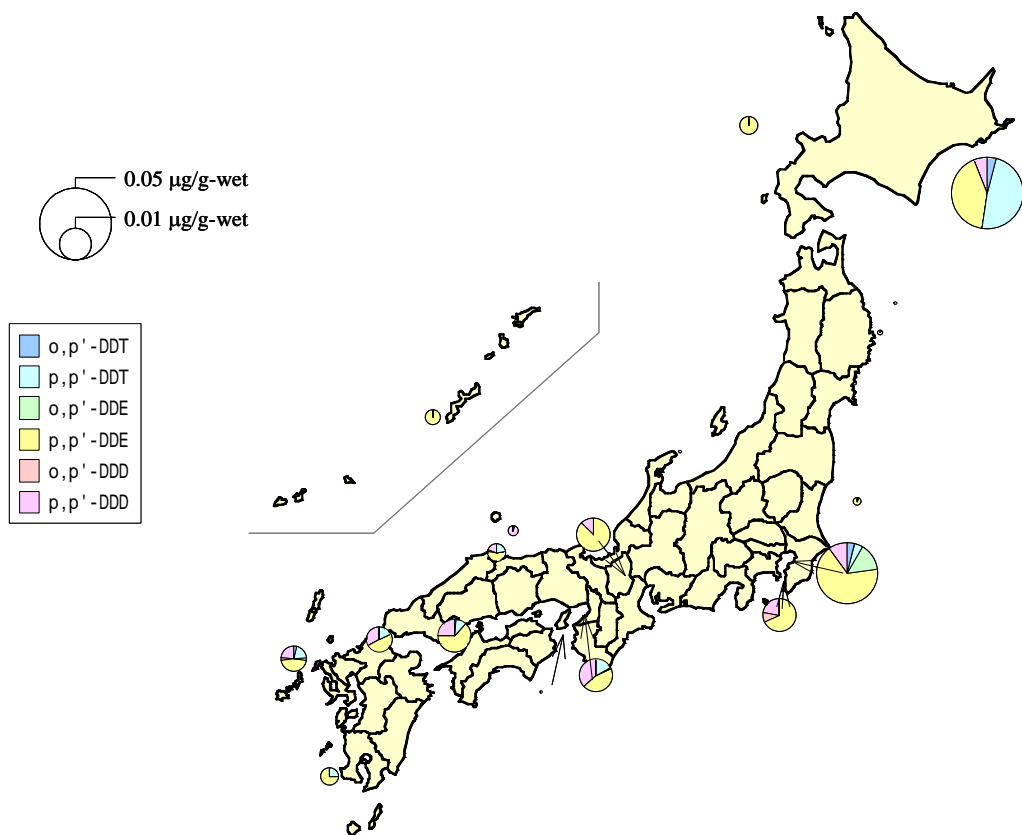 0.05 μg/g-wet
0.01 μg/g-wet
o,p'-DDT
p,p'-DDT
o,p'-DDE
p,p'-DDE
o,p'-DDD
p,p'-DDD